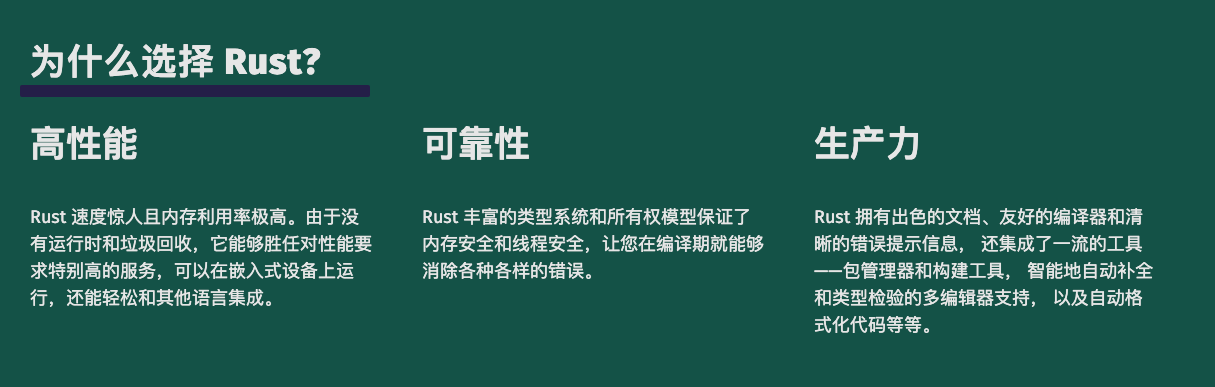 为什么选择 Rust?
高性能
Rust 速度惊人且内存利用率极高。由于没
有运行时和垃圾回收，它能够胜任对性能要
求特别高的服务，可以在嵌入式设备上运
行，还能轻松和其他语言集成。
可靠性
Rust 丰富的类型系统和所有权模型保证了
内存安全和线程安全，让您在编译期就能够
消除各种各样的错误。
生产力
Rust 拥有出色的文档、友好的编译器和清
晰的错误提示信息， 还集成了一流的工具
——包管理器和构建工具， 智能地自动补全
和类型检验的多编辑器支持， 以及自动格
式化代码等等。